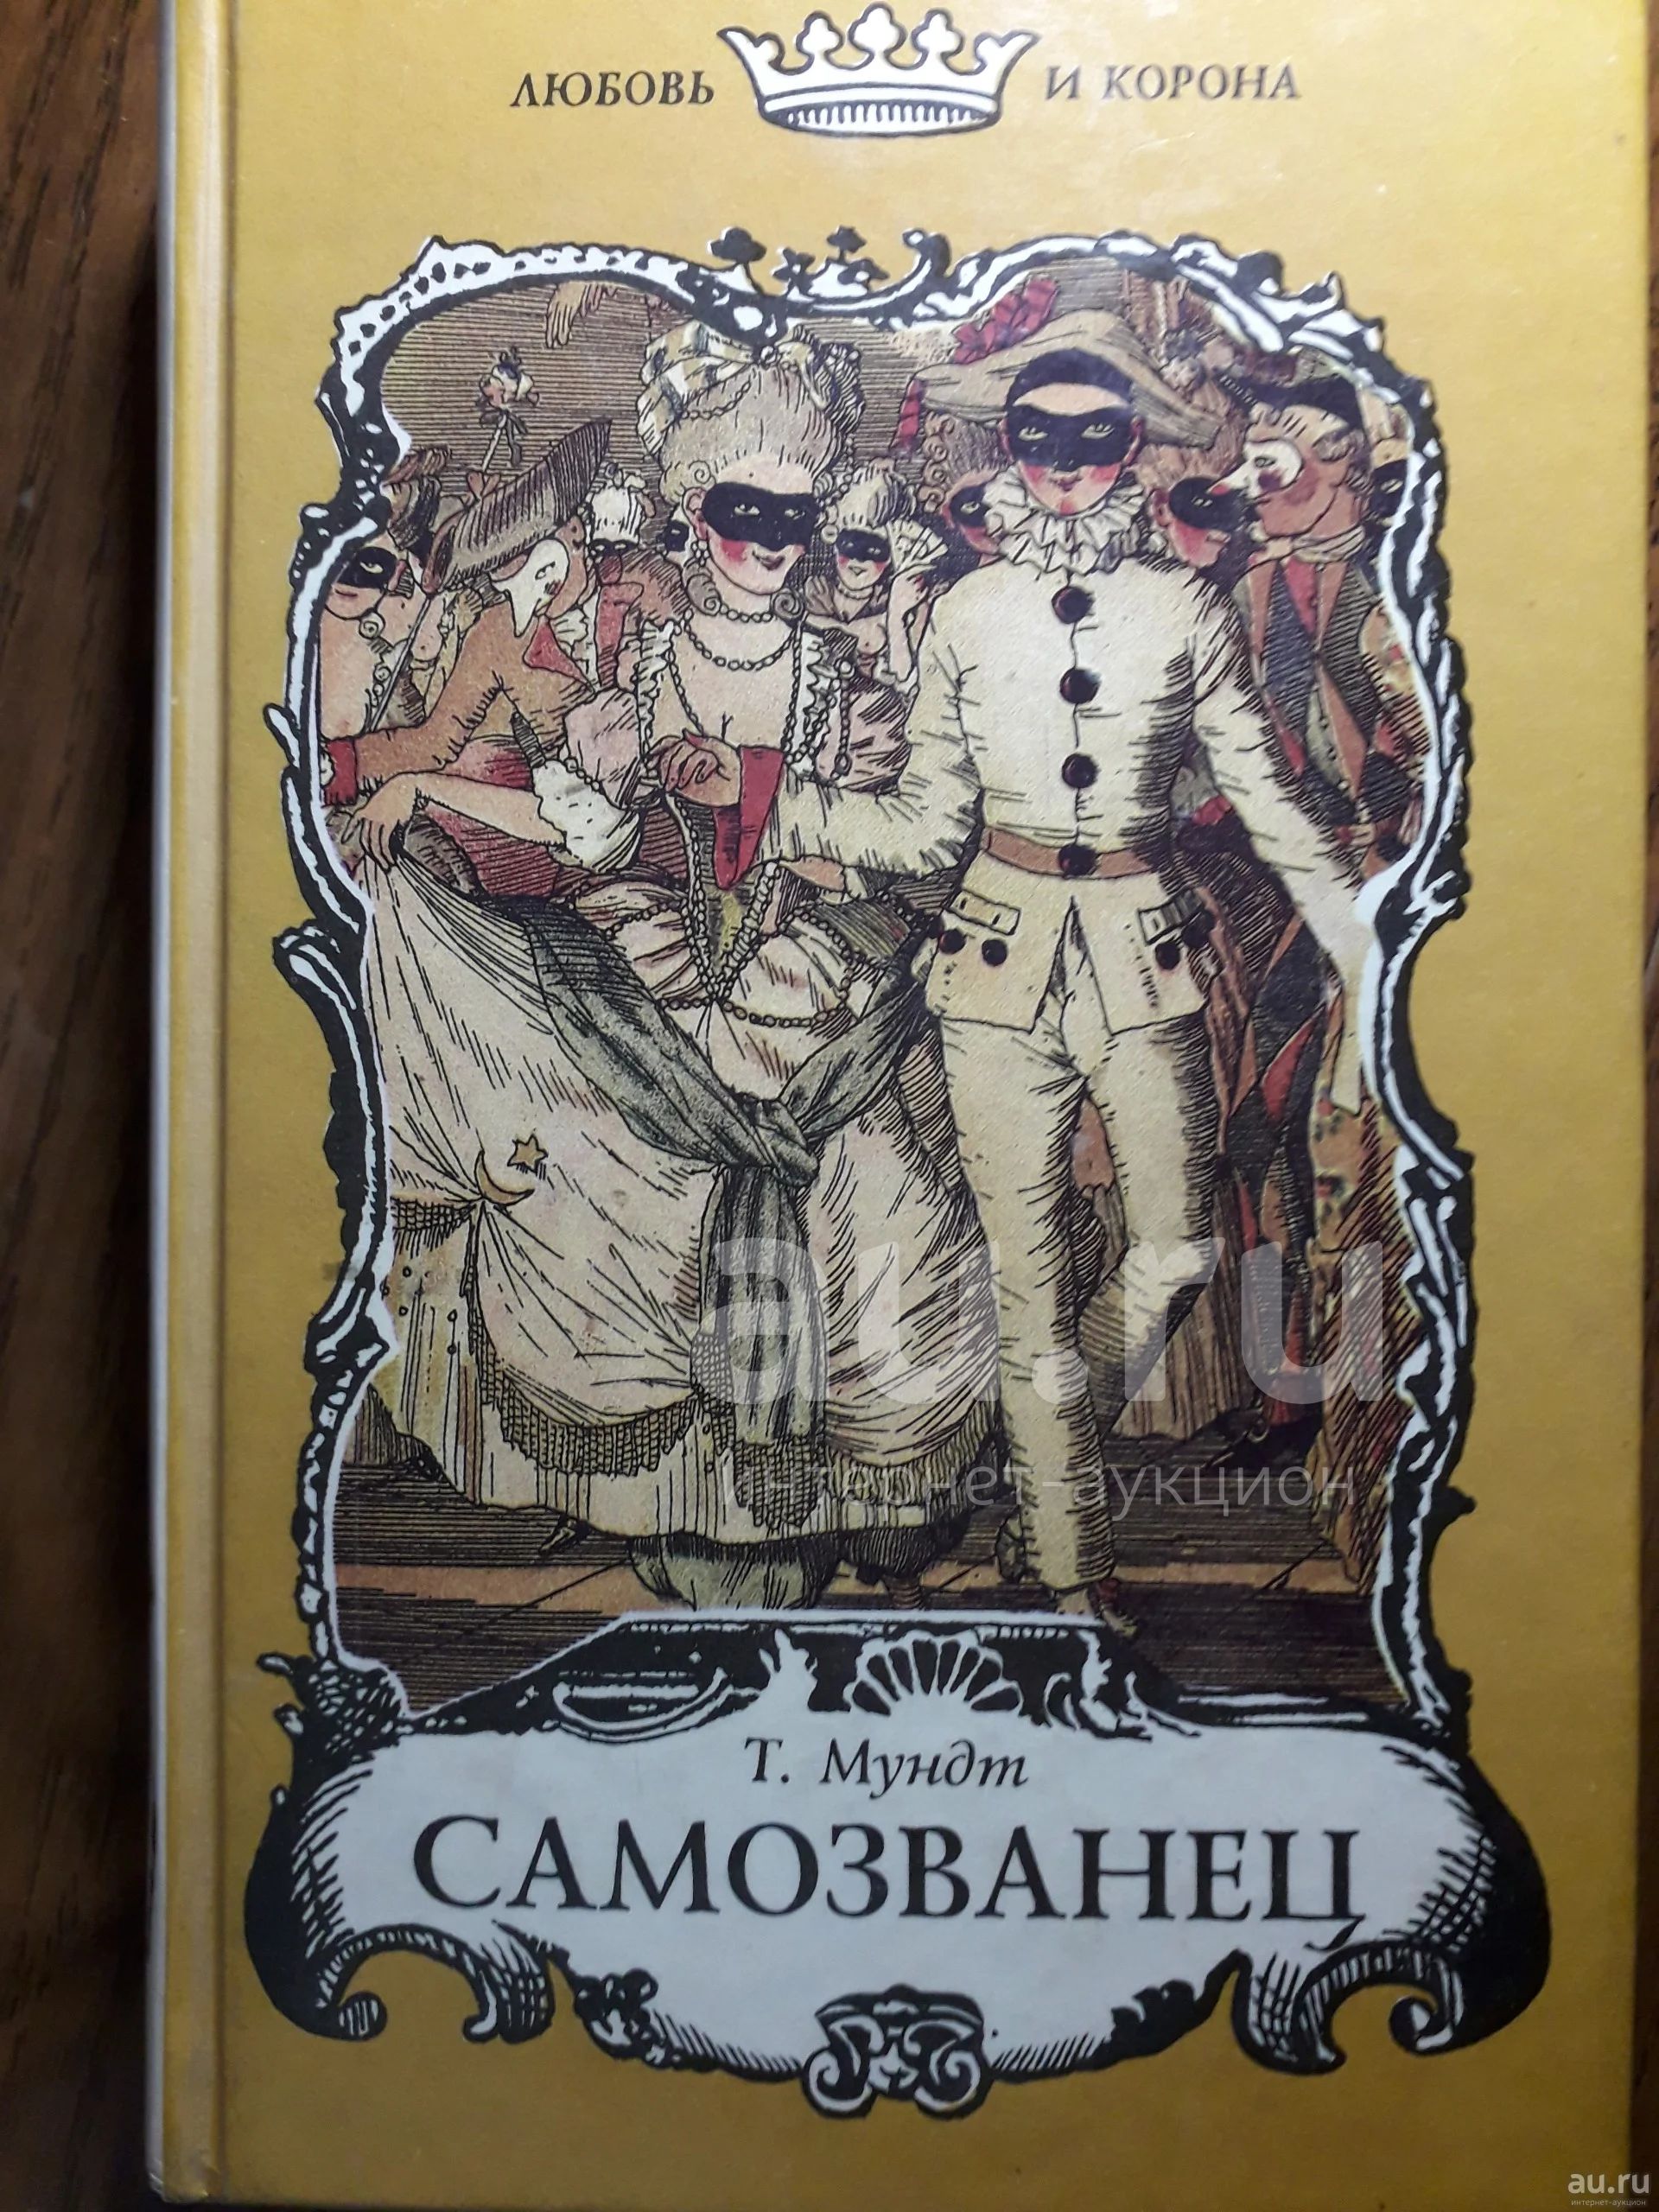 ЛЮБОВЬ И КОРОНА
au.ru
интернет-аукцион
Т. Мундт
САМОЗВАНЕЦ
au.ru
интернет-аукцион